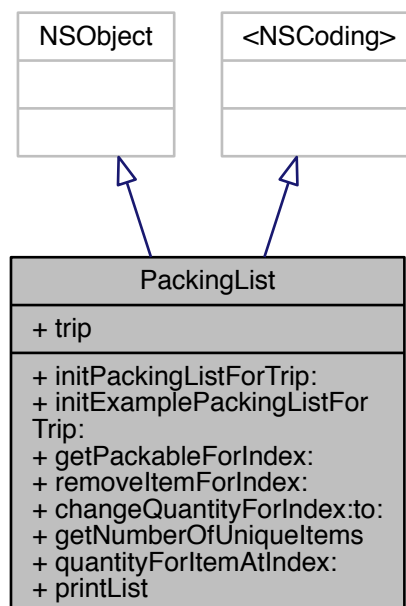 NSObject
<NSCoding>
PackingList
+ trip
+ initPackingListForTrip:
+ initExamplePackingListFor
Trip:
+ getPackableForIndex:
+ removeItemForIndex:
+ changeQuantityForIndex:to:
+ getNumberOfUniqueItems
+ quantityForItemAtIndex:
+ printList